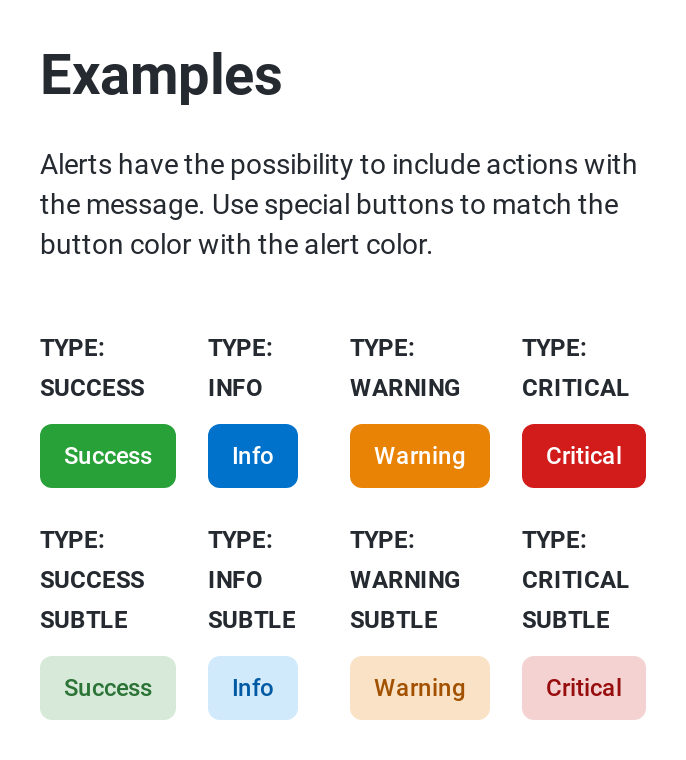 Examples
Alerts have the possibility to include actions with
the message. Use special buttons to match the
button color with the alert color.
TYPE:
SUCCESS
TYPE:
INFO
TYPE:
WARNING
TYPE:
CRITICAL
Success
Info
Warning
Critical
TYPE:
SUCCESS
SUBTLE
TYPE:
INFO
SUBTLE
TYPE:
WARNING
SUBTLE
TYPE:
CRITICAL
SUBTLE
Success
Info
Warning
Critical